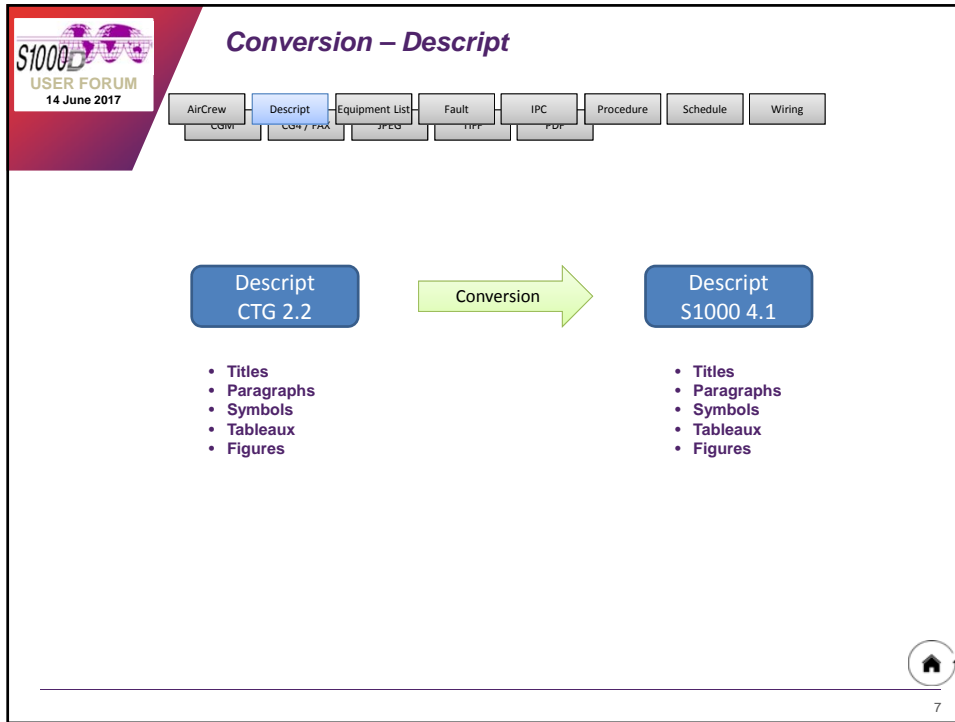 Conversion – Descript
S1000D
USER FORUM
14 June 2017
AirCrew
Descript
Equipment List
Fault
IPC
Procedure
Schedule
Wiring
CGM
CG4 / FAX
JPEG
TIFF
PDF
Descript
CTG 2.2
Conversion
Descript
S1000 4.1
• Titles
• Paragraphs
• Symbols
• Tableaux
• Figures
• Titles
• Paragraphs
• Symbols
• Tableaux
• Figures
7